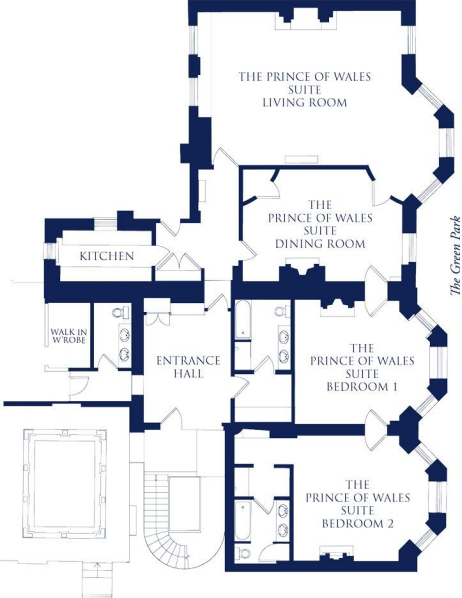 THE PRINCE OF WALES
SUITE
LIVING ROOM
THE
PRINCE OF WALES
SUITE
DINING ROOM
The Green Park
KITCHEN
WALK IN
W'ROBE
ENTRANCE
HALL
THE
PRINCE OF WALES
SUITE
BEDROOM 1
THE
PRINCE OF WALES
SUITE
BEDROOM 2